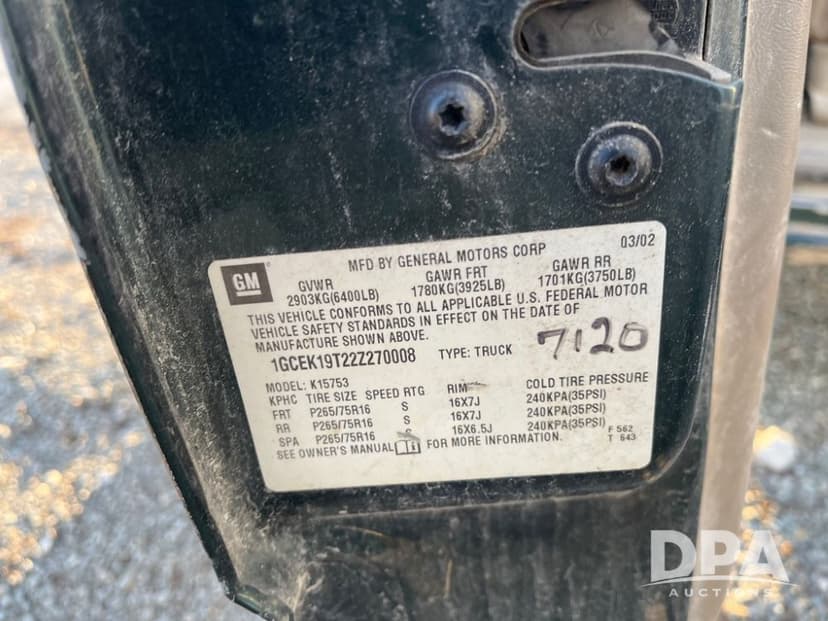 GM
MFD BY GENERAL MOTORS CORP 03/02
GVWR GAWR FRT GAWR RR
2903KG(6400LB) 1780KG(3925LB) 1701KG(3750LB)
THIS VEHICLE CONFORMS TO ALL APPLICABLE U.S. FEDERAL MOTOR
VEHICLE SAFETY STANDARDS IN EFFECT ON THE DATE OF
MANUFACTURE SHOWN ABOVE.
7120
1GCEK19T22Z270008 TYPE: TRUCK
MODEL: K15753
KPHC TIRE SIZE SPEED RTG RIM COLD TIRE PRESSURE
FRT P265/75R16 S 16X7J 240KPA(35PSI)
RR P265/75R16 S 16X7J 240KPA(35PSI)
SPA P265/75R16 S 16X6.5J 240KPA(35PSI)
SEE OWNER'S MANUAL FOR MORE INFORMATION.
F 562
T 643
DPA
AUCTIONS